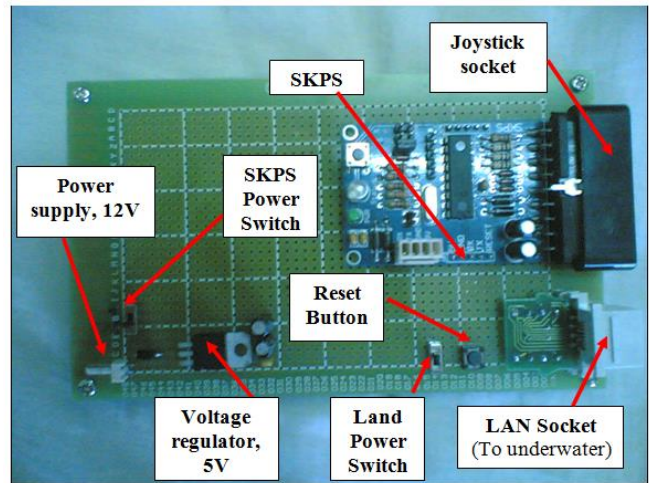 Joystick
socket
SKPS
SKPS
Power
Switch
Power
supply, 12V
Reset
Button
Voltage
regulator,
5V
Land
Power
Switch
LAN Socket
(To underwater)